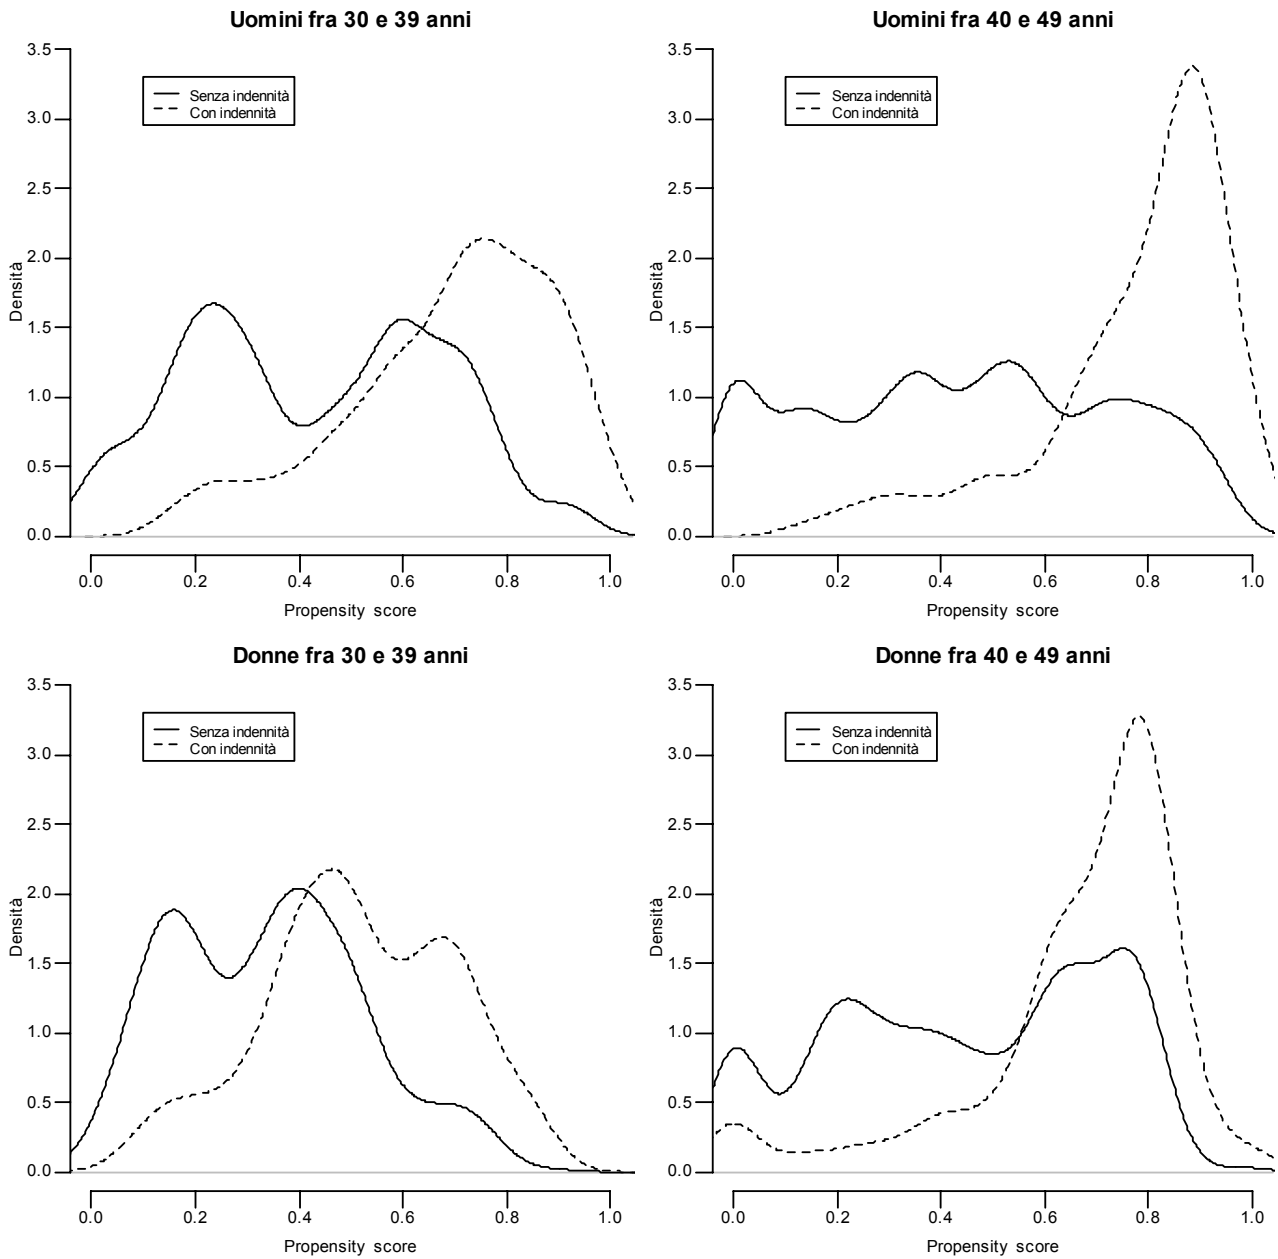 Uomini fra 30 e 39 anni
3.5
3.0
2.5
2.0
1.5
1.0
0.5
0.0
Densità
Senza indennità
Con indennità
0.0 0.2 0.4 0.6 0.8 1.0
Propensity score
Uomini fra 40 e 49 anni
3.5
3.0
2.5
2.0
1.5
1.0
0.5
0.0
Densità
Senza indennità
Con indennità
0.0 0.2 0.4 0.6 0.8 1.0
Propensity score
Donne fra 30 e 39 anni
3.5
3.0
2.5
2.0
1.5
1.0
0.5
0.0
Densità
Senza indennità
Con indennità
0.0 0.2 0.4 0.6 0.8 1.0
Propensity score
Donne fra 40 e 49 anni
3.5
3.0
2.5
2.0
1.5
1.0
0.5
0.0
Densità
Senza indennità
Con indennità
0.0 0.2 0.4 0.6 0.8 1.0
Propensity score